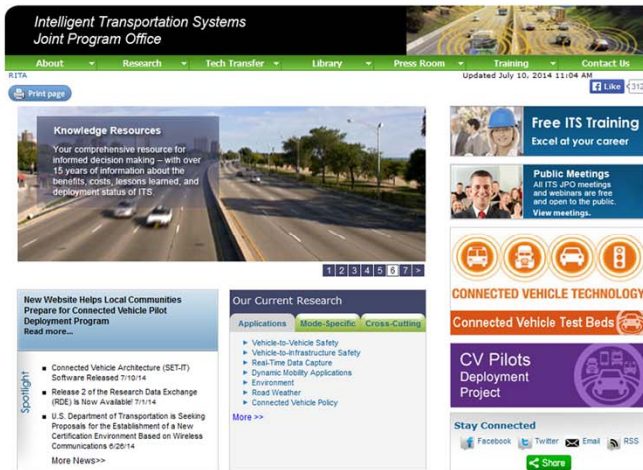 Intelligent Transportation Systems
Joint Program Office
About Research Tech Transfer Library Press Room Training Contact Us
RITA
Updated July 10, 2014 11:04 AM
Like 312
Print page
Knowledge Resources
Your comprehensive resource for
informed decision making – with over
15 years of information about the
benefits, costs, lessons learned, and
deployment status of ITS.
1 2 3 4 5 6 7 >
Free ITS Training
Excel at your career
Public Meetings
All ITS JPO meetings
and webinars are free
and open to the public.
View meetings.
CONNECTED VEHICLE TECHNOLOGY
Connected Vehicle Test Beds
CV Pilots
Deployment
Project
New Website Helps Local Communities
Prepare for Connected Vehicle Pilot
Deployment Program
Read more...
Spotlight
Connected Vehicle Architecture (SET-IT)
Software Released 7/10/14
Release 2 of the Research Data Exchange
(RDE) Is Now Available! 7/1/14
U.S. Department of Transportation is Seeking
Proposals for the Establishment of a New
Certification Environment Based on Wireless
Communications 6/26/14
More News>>
Our Current Research
Applications Mode-Specific Cross-Cutting
Vehicle-to-Vehicle Safety
Vehicle-to-Infrastructure Safety
Real-Time Data Capture
Dynamic Mobility Applications
Environment
Road Weather
Connected Vehicle Policy
More >>
Stay Connected
Facebook Twitter Email RSS
Share